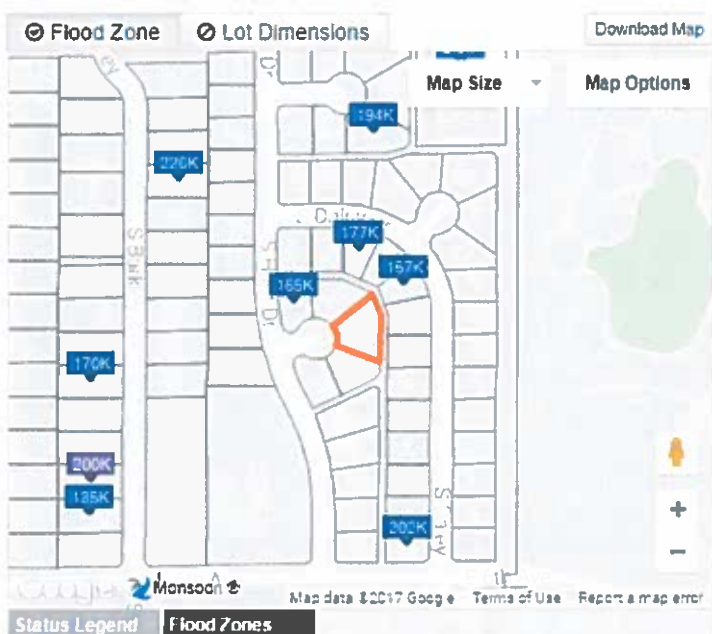 Flood Zone
Lot Dimensions
Download Map
Map Size
Map Options
194K
220K
177K
157K
165K
170K
200K
202K
Google
Monsoon
Map data ©2017 Google
Terms of Use
Report a map error
Status Legend
Flood Zones